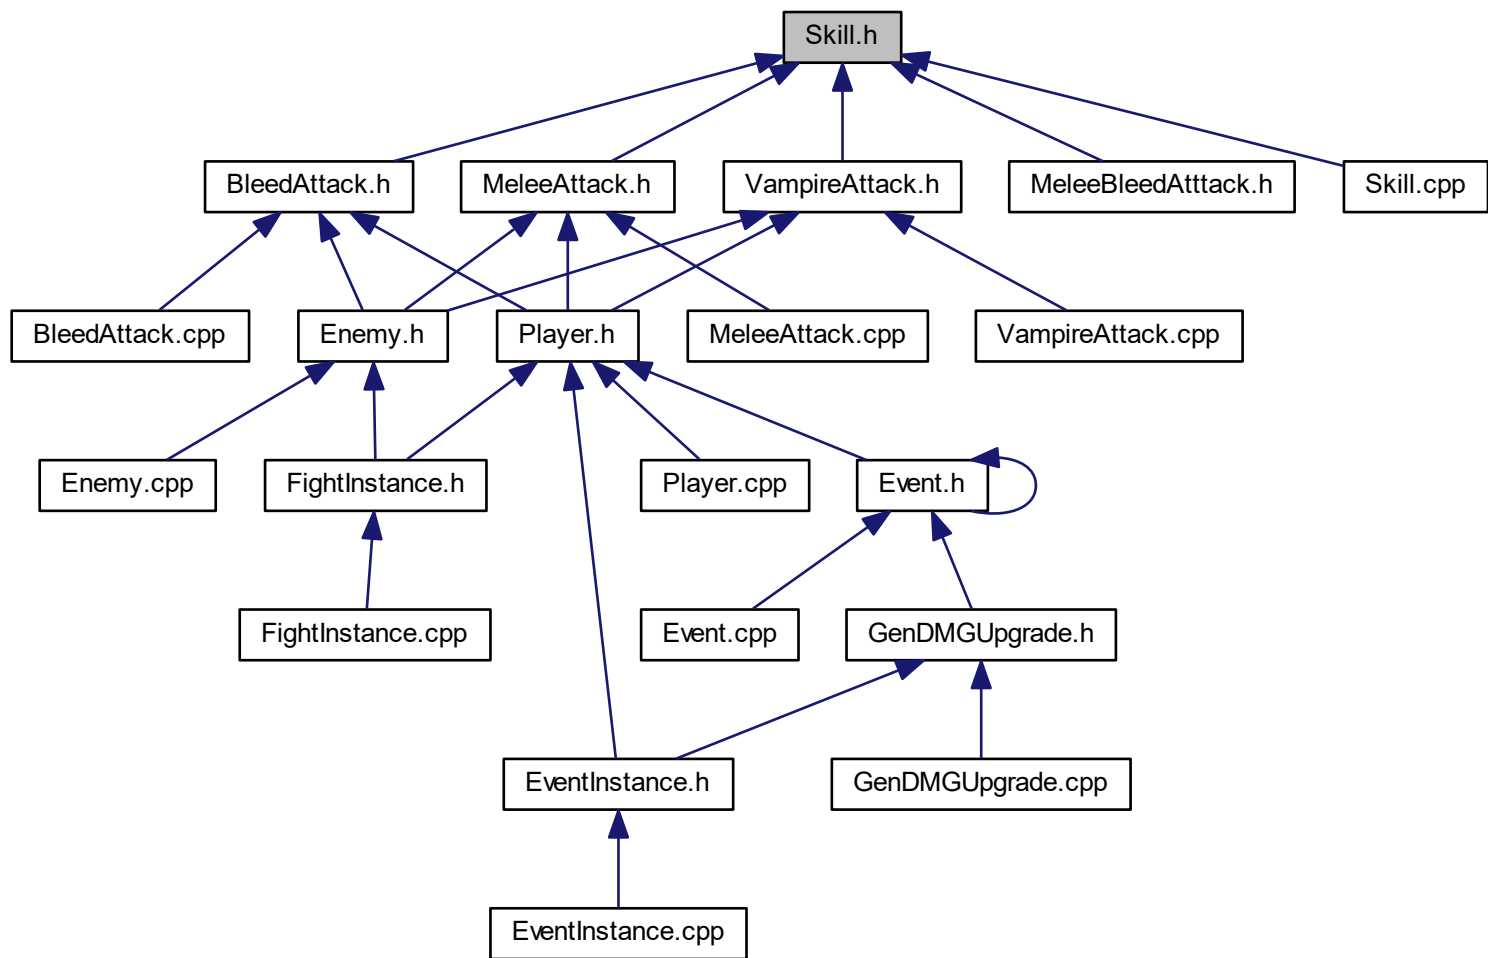 Skill.h
BleedAttack.h
MeleeAttack.h
VampireAttack.h
MeleeBleedAtttack.h
Skill.cpp
BleedAttack.cpp
Enemy.h
Player.h
MeleeAttack.cpp
VampireAttack.cpp
Enemy.cpp
FightInstance.h
Player.cpp
Event.h
FightInstance.cpp
Event.cpp
GenDMGUpgrade.h
EventInstance.h
GenDMGUpgrade.cpp
EventInstance.cpp